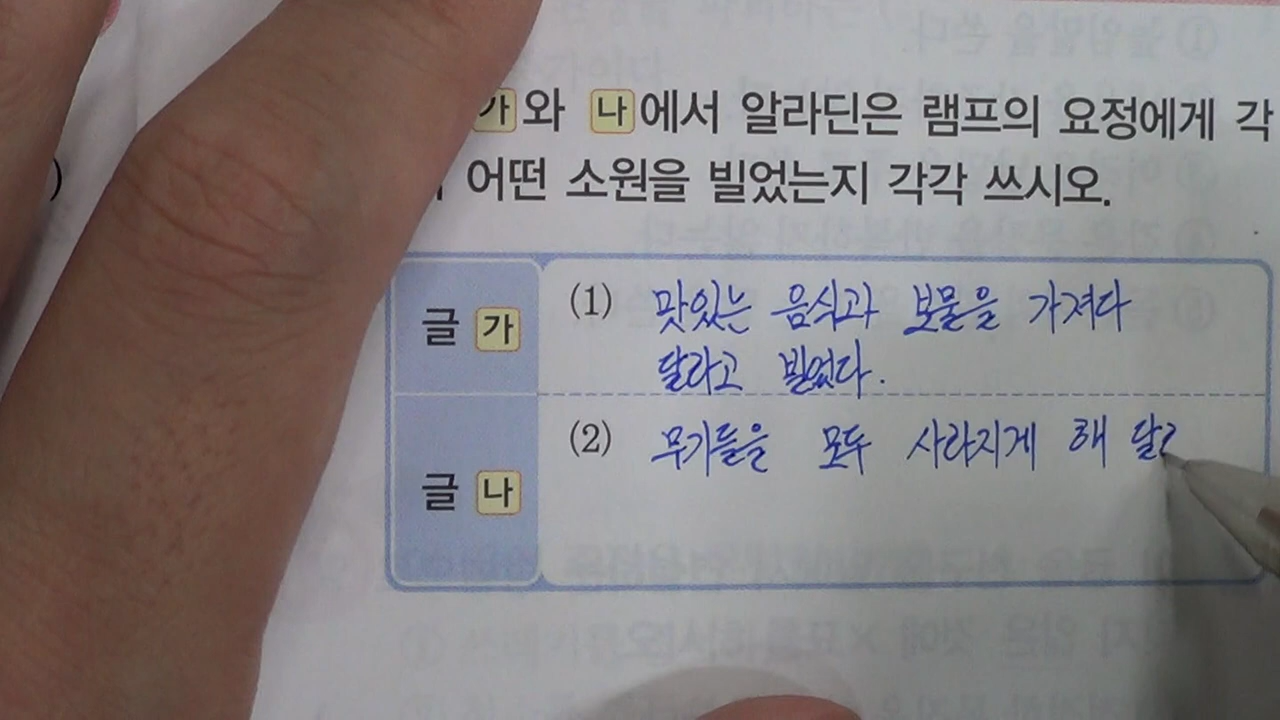 가와 나에서 알라딘은 램프의 요정에게 각
어떤 소원을 빌었는지 각각 쓰시오.
글 가 (1) 맛있는 음식과 보물을 가져다
달라고 빌었다.
글 나 (2) 무기들을 모두 사라지게 해